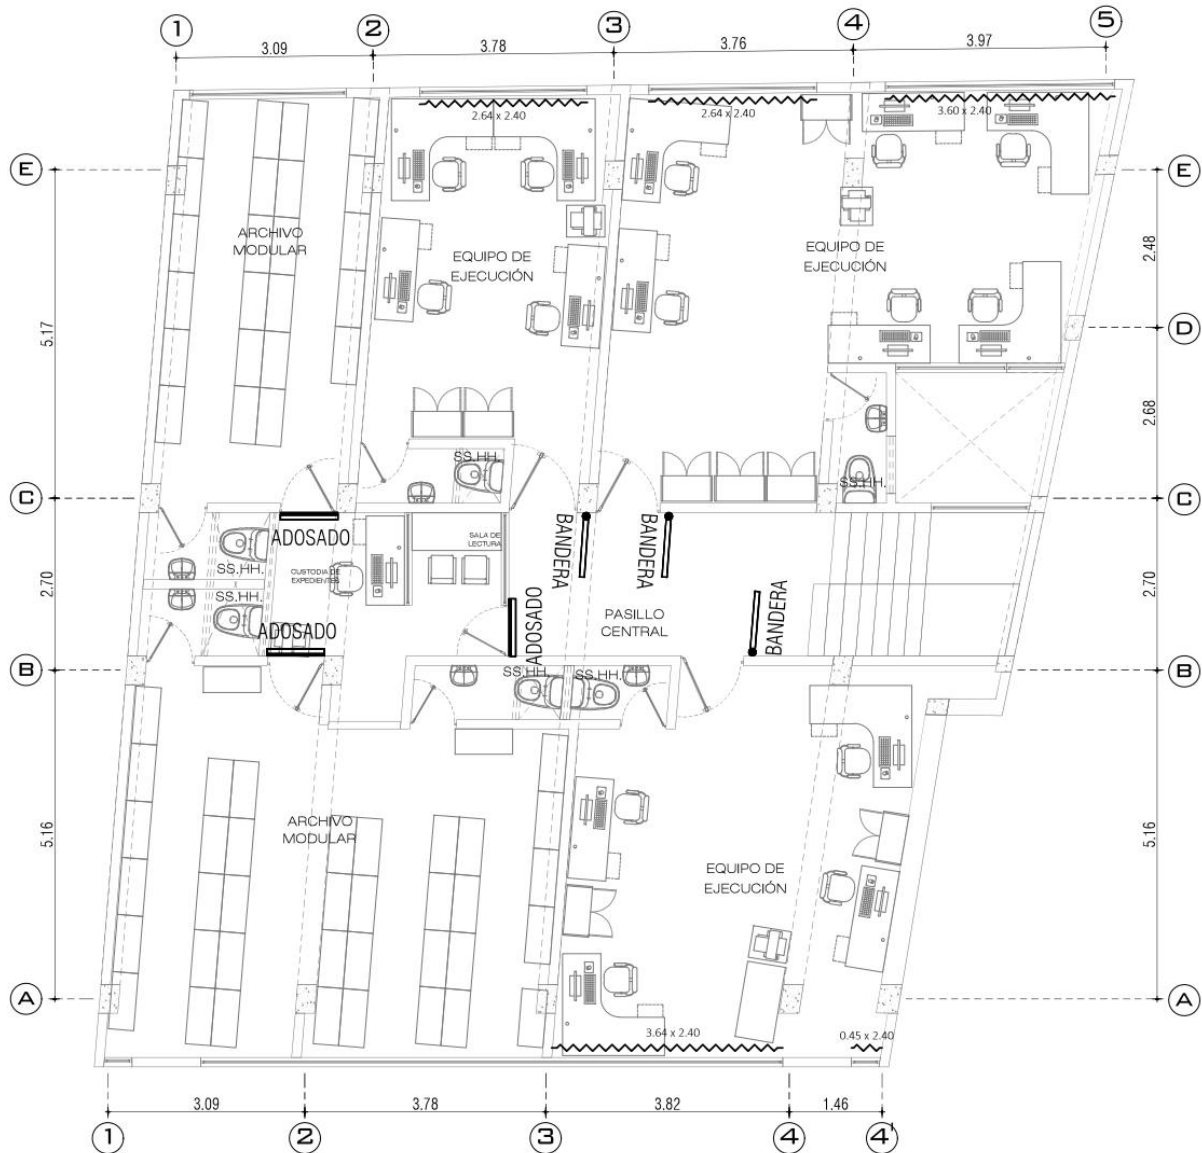 1
2
3
4
5
3.09
3.78
3.76
3.97
2.64 x 2.40
2.64 x 2.40
3.60 x 2.40
E
E
ARCHIVO
MODULAR
EQUIPO DE
EJECUCIÓN
EQUIPO DE
EJECUCIÓN
2.48
D
5.17
2.68
SS.HH.
SS.HH.
C
C
ADOSADO
SALA DE
LECTURA
BANDERA
BANDERA
CUSTODIA DE
EXPEDIENTES
SS.HH.
SS.HH.
2.70
2.70
ADOSADO
ADOSADO
PASILLO
CENTRAL
BANDERA
B
B
SS.HH.
SS.HH.
ARCHIVO
MODULAR
5.16
5.16
EQUIPO DE
EJECUCIÓN
A
A
3.64 x 2.40
0.45 x 2.40
3.09
3.78
3.82
1.46
1
2
3
4
4'